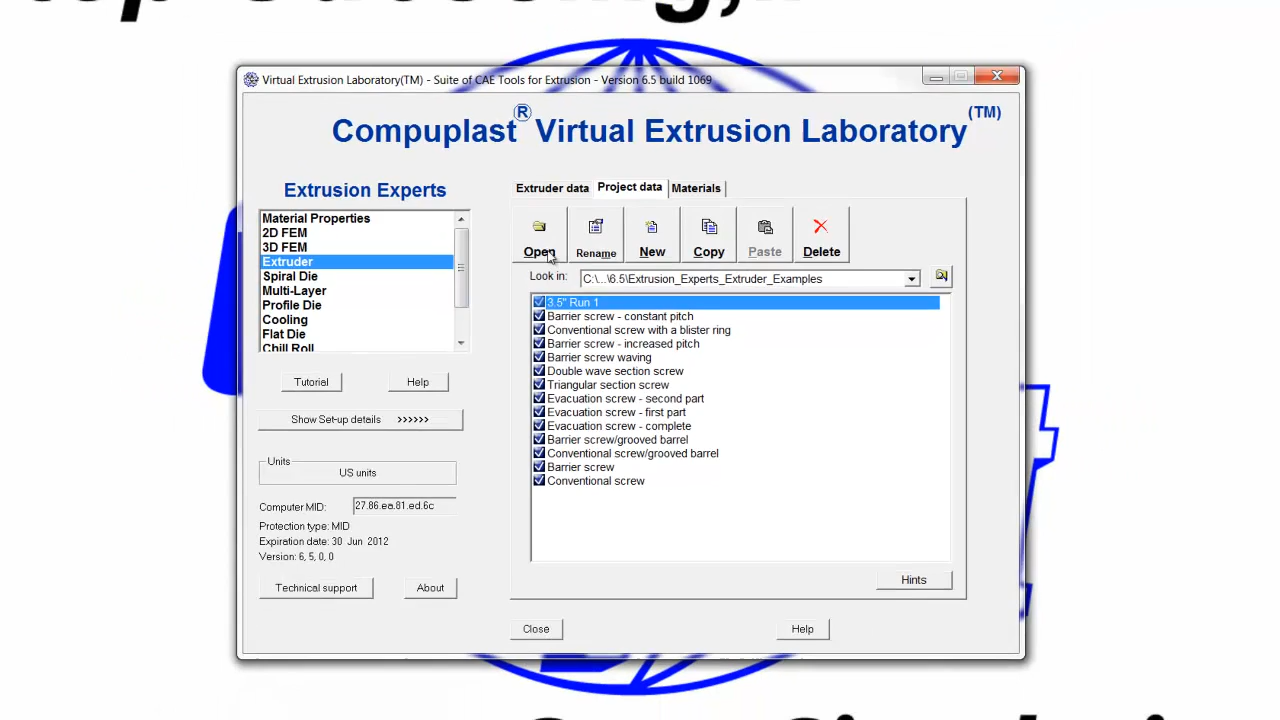 Virtual Extrusion Laboratory(TM) - Suite of CAE Tools for Extrusion - Version 6.5 build 1069
Compuplast® Virtual Extrusion Laboratory(TM)
Extrusion Experts
Material Properties
2D FEM
3D FEM
Extruder
Spiral Die
Multi-Layer
Profile Die
Cooling
Flat Die
Chill Roll
Tutorial
Help
Show Set-up details >>>>>>
Units
US units
Computer MID: 27.86.ea.81.ed.6c
Protection type: MID
Expiration date: 30 Jun 2012
Version: 6, 5, 0, 0
Technical support
About
Extruder data Project data Materials
Open Rename New Copy Paste Delete
Look in: C:\...\6.5\Extrusion_Experts_Extruder_Examples
3.5" Run 1
Barrier screw - constant pitch
Conventional screw with a blister ring
Barrier screw - increased pitch
Barrier screw waving
Double wave section screw
Triangular section screw
Evacuation screw - second part
Evacuation screw - first part
Evacuation screw - complete
Barrier screw/grooved barrel
Conventional screw/grooved barrel
Barrier screw
Conventional screw
Hints
Close
Help